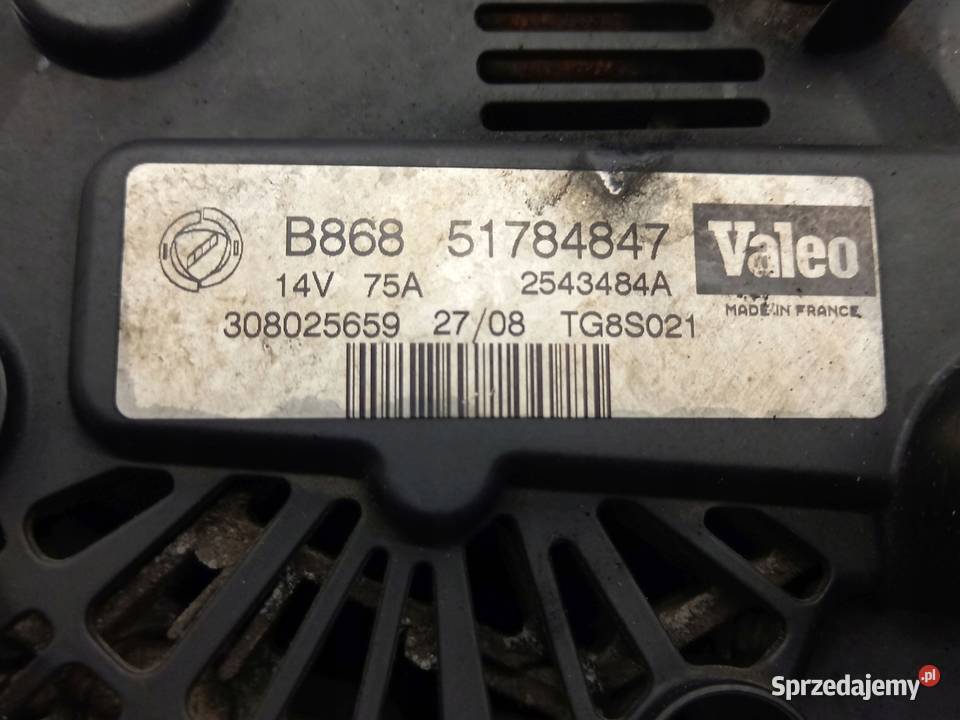 B868 51784847 Valeo
14V 75A 2543484A
MADE IN FRANCE
308025659 27/08 TG8S021
Sprzedajemy.pl